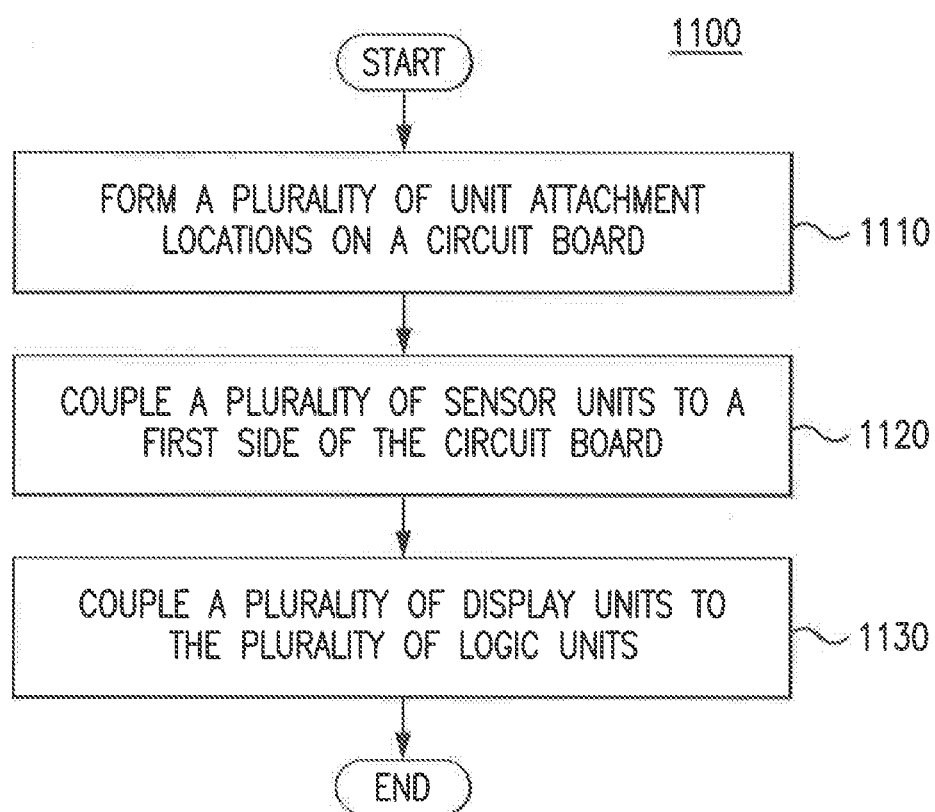 1100
START
FORM A PLURALITY OF UNIT ATTACHMENT
LOCATIONS ON A CIRCUIT BOARD
1110
COUPLE A PLURALITY OF SENSOR UNITS TO A
FIRST SIDE OF THE CIRCUIT BOARD
1120
COUPLE A PLURALITY OF DISPLAY UNITS TO
THE PLURALITY OF LOGIC UNITS
1130
END